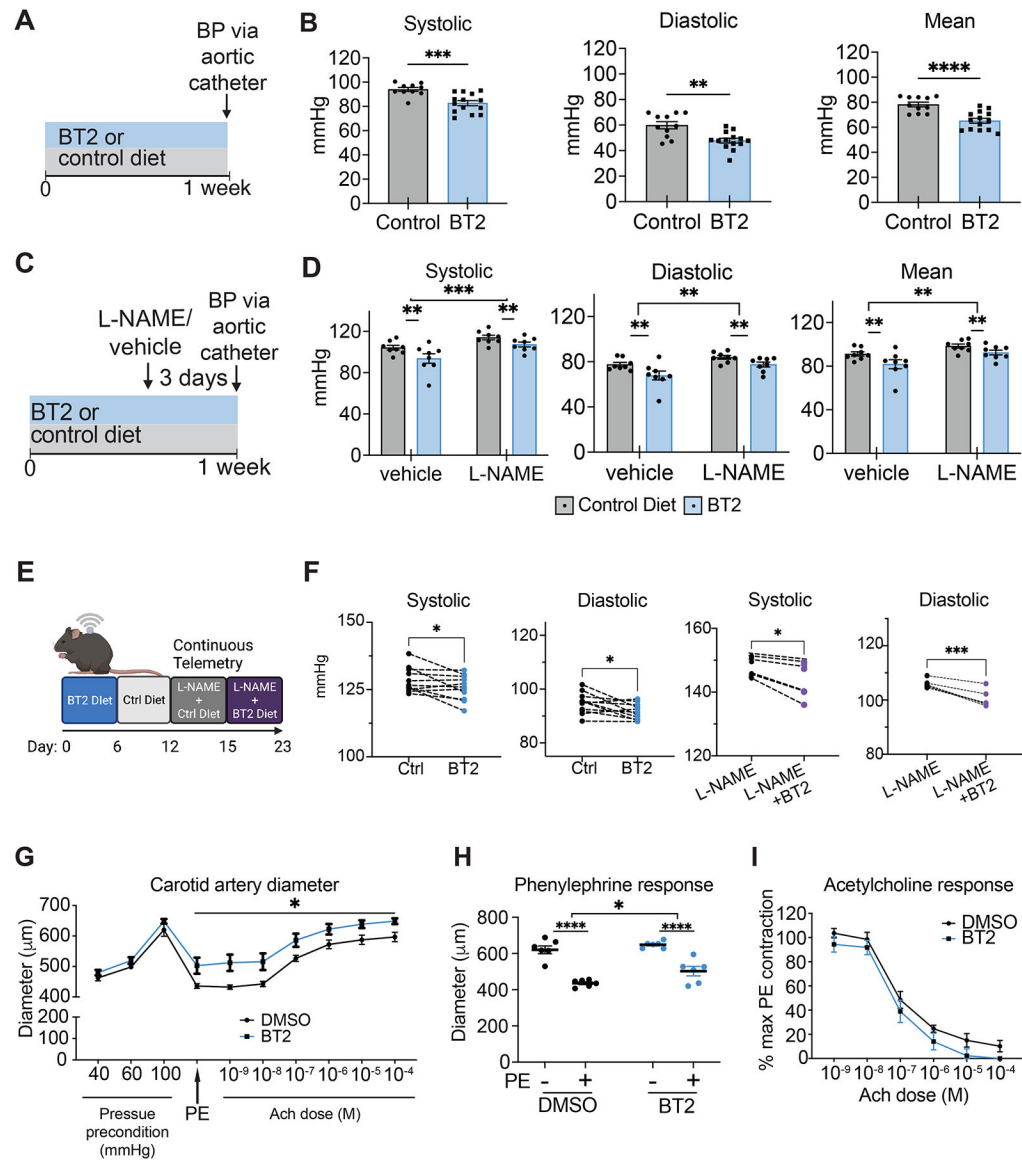 A
BP via
aortic
catheter
BT2 or
control diet
0
1 week
B
Systolic
***
mmHg
120
100
80
60
40
20
0
Control BT2
Diastolic
**
mmHg
120
100
80
60
40
20
0
Control BT2
Mean
****
mmHg
120
100
80
60
40
20
0
Control BT2
C
L-NAME/
vehicle
BP via
aortic
catheter
3 days
BT2 or
control diet
0
1 week
D
Systolic
***
**
**
mmHg
120
80
40
0
vehicle
L-NAME
Diastolic
**
**
**
120
80
40
0
vehicle
L-NAME
Mean
**
**
**
120
80
40
0
vehicle
L-NAME
Control Diet
BT2
E
Continuous
Telemetry
BT2 DIet
Ctrl Diet
L-NAME
+
Ctrl Diet
L-NAME
+
BT2 Diet
Day: 0
6
12
15
23
F
Systolic
*
mmHg
150
125
100
Ctrl
BT2
Diastolic
*
120
100
80
Ctrl
BT2
Systolic
*
160
140
120
L-NAME
L-NAME
+BT2
Diastolic
***
120
100
80
L-NAME
L-NAME
+BT2
G
Carotid artery diameter
*
Diameter (μm)
700
600
500
400
200
100
0
DMSO
BT2
40
60
100
PE
10⁻⁹
10⁻⁸
10⁻⁷
10⁻⁶
10⁻⁵
10⁻⁴
Pressue
precondition
(mmHg)
Ach dose (M)
H
Phenylephrine response
*
****
****
Diameter (μm)
800
600
400
200
0
PE
-
+
-
+
DMSO
BT2
I
Acetylcholine response
DMSO
BT2
% max PE contraction
120
100
80
60
40
20
0
10⁻⁹
10⁻⁸
10⁻⁷
10⁻⁶
10⁻⁵
10⁻⁴
Ach dose (M)